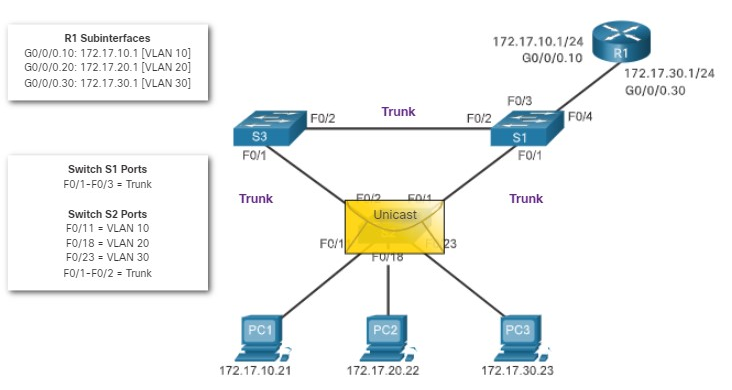 R1 Subinterfaces
G0/0/0.10: 172.17.10.1 [VLAN 10]
G0/0/0.20: 172.17.20.1 [VLAN 20]
G0/0/0.30: 172.17.30.1 [VLAN 30]
172.17.10.1/24
G0/0/0.10
R1
172.17.30.1/24
G0/0/0.30
F0/3
F0/2
Trunk
F0/2
F0/4
S3
S1
F0/1
F0/1
Switch S1 Ports
F0/1-F0/3 = Trunk
Switch S2 Ports
F0/11 = VLAN 10
F0/18 = VLAN 20
F0/23 = VLAN 30
F0/1-F0/2 = Trunk
Trunk
Trunk
F0/2
F0/1
Unicast
F0/1
23
F0/18
PC1
PC2
PC3
172.17.10.21
172.17.20.22
172.17.30.23